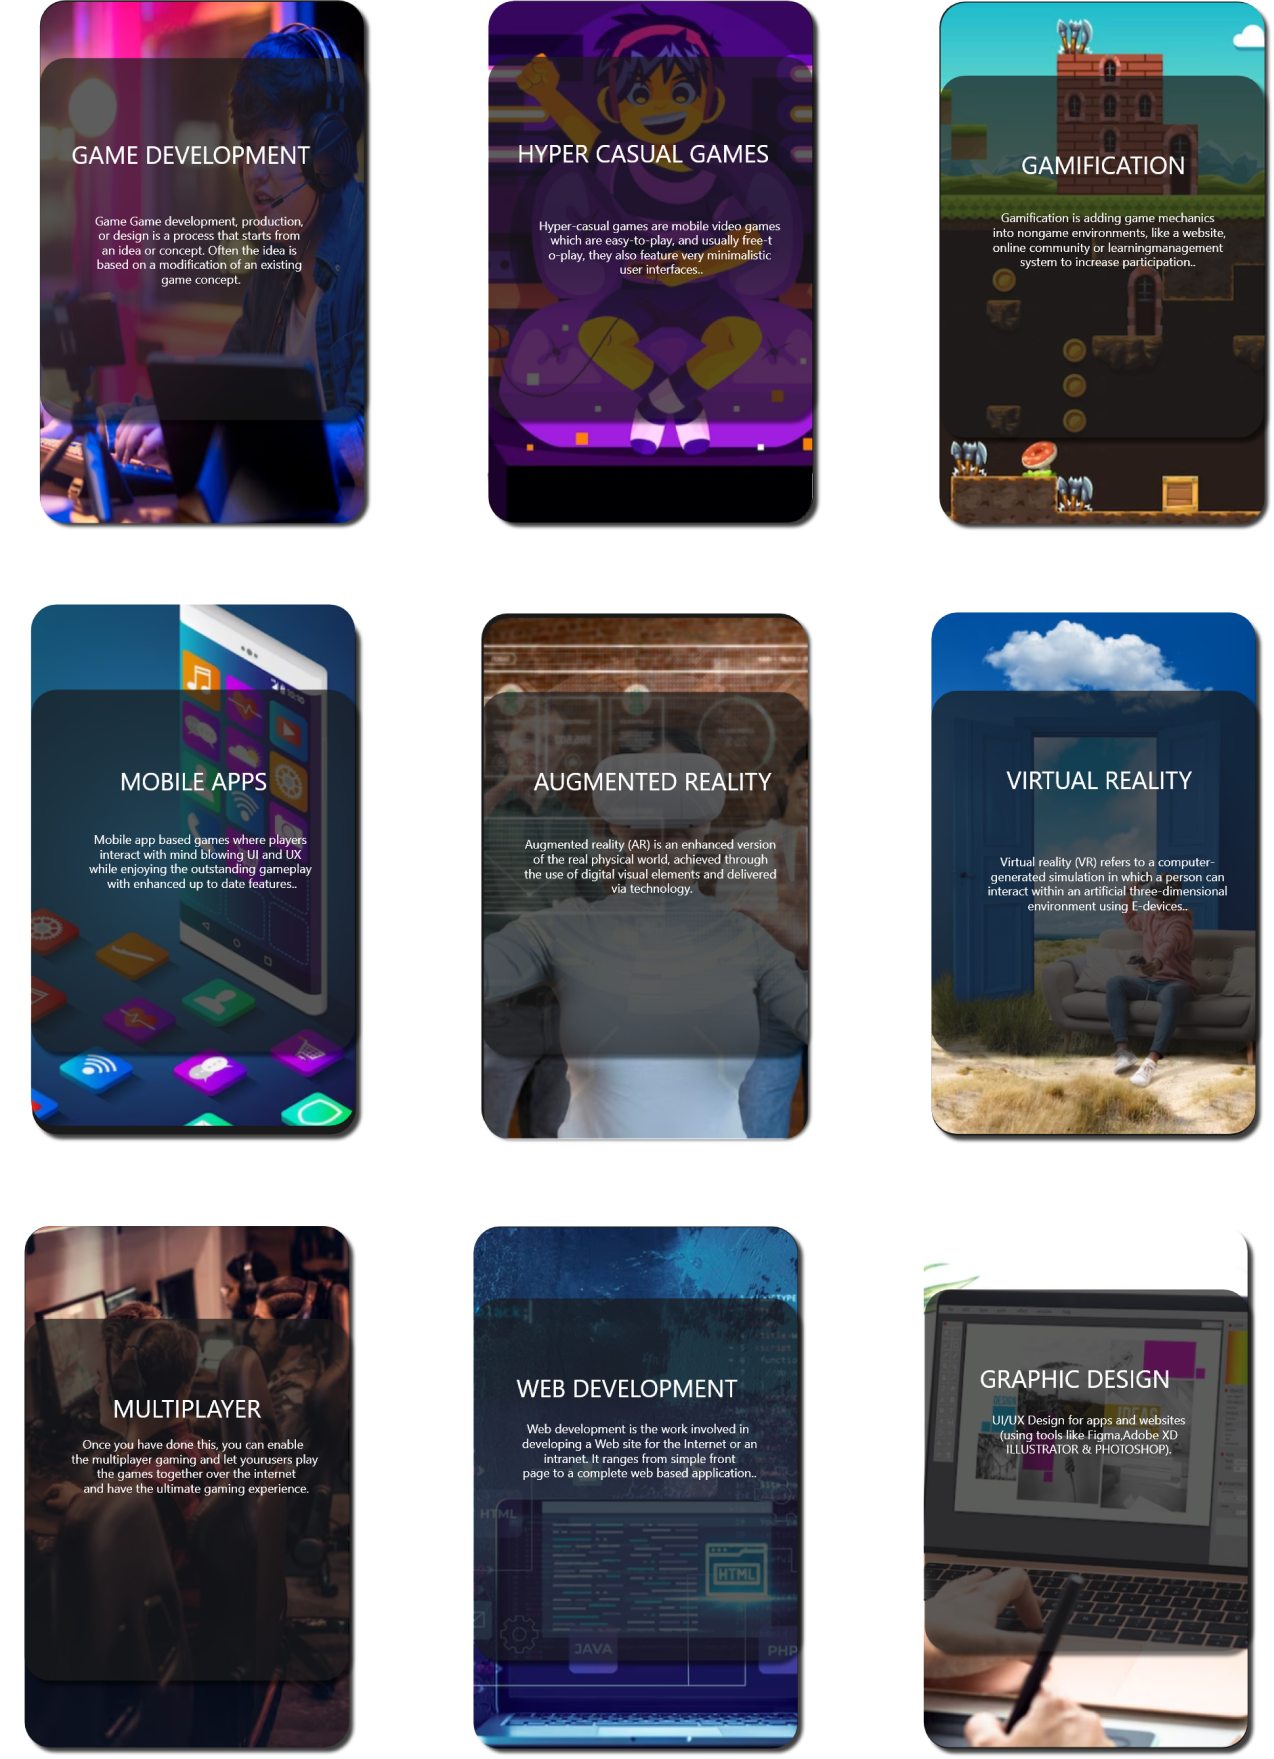 GAME DEVELOPMENT
Game Game development, production,
or design is a process that starts from
an idea or concept. Often the idea is
based on a modification of an existing
game concept.
HYPER CASUAL GAMES
Hyper-casual games are mobile video games
which are easy-to-play, and usually free-t
o-play, they also feature very minimalistic
user interfaces..
GAMIFICATION
Gamification is adding game mechanics
into nongame environments, like a website,
online community or learningmanagement
system to increase participation..
MOBILE APPS
Mobile app based games where players
interact with mind blowing UI and UX
while enjoying the outstanding gameplay
with enhanced up to date features..
AUGMENTED REALITY
Augmented reality (AR) is an enhanced version
of the real physical world, achieved through
the use of digital visual elements and delivered
via technology.
VIRTUAL REALITY
Virtual reality (VR) refers to a computer-
generated simulation in which a person can
interact within an artificial three-dimensional
environment using E-devices..
MULTIPLAYER
Once you have done this, you can enable
the multiplayer gaming and let yourusers play
the games together over the internet
and have the ultimate gaming experience.
WEB DEVELOPMENT
Web development is the work involved in
developing a Web site for the Internet or an
intranet. It ranges from simple front
page to a complete web based application..
HTML
HTML
JAVA
PHP
GRAPHIC DESIGN
UI/UX Design for apps and websites
(using tools like Figma,Adobe XD
ILLUSTRATOR & PHOTOSHOP).
IDEAS